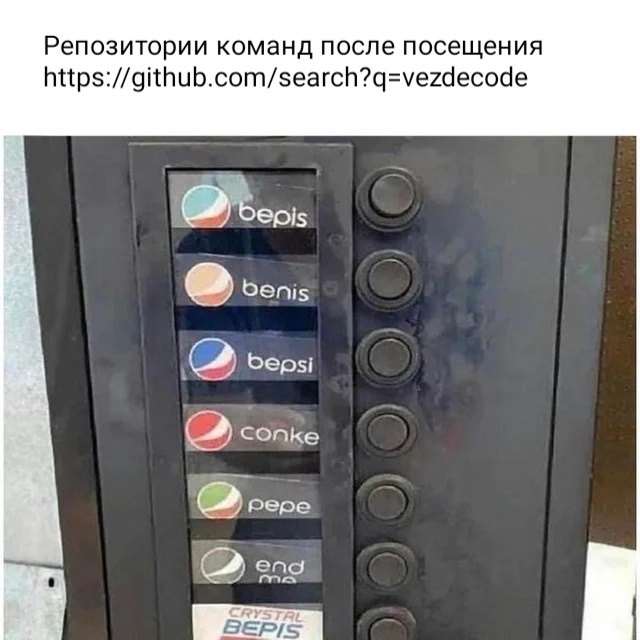 Репозитории команд после посещения
https://github.com/search?q=vezdecode
bepis
benis
bepsi
conke
pepe
end
me
CRYSTAL
BEPIS